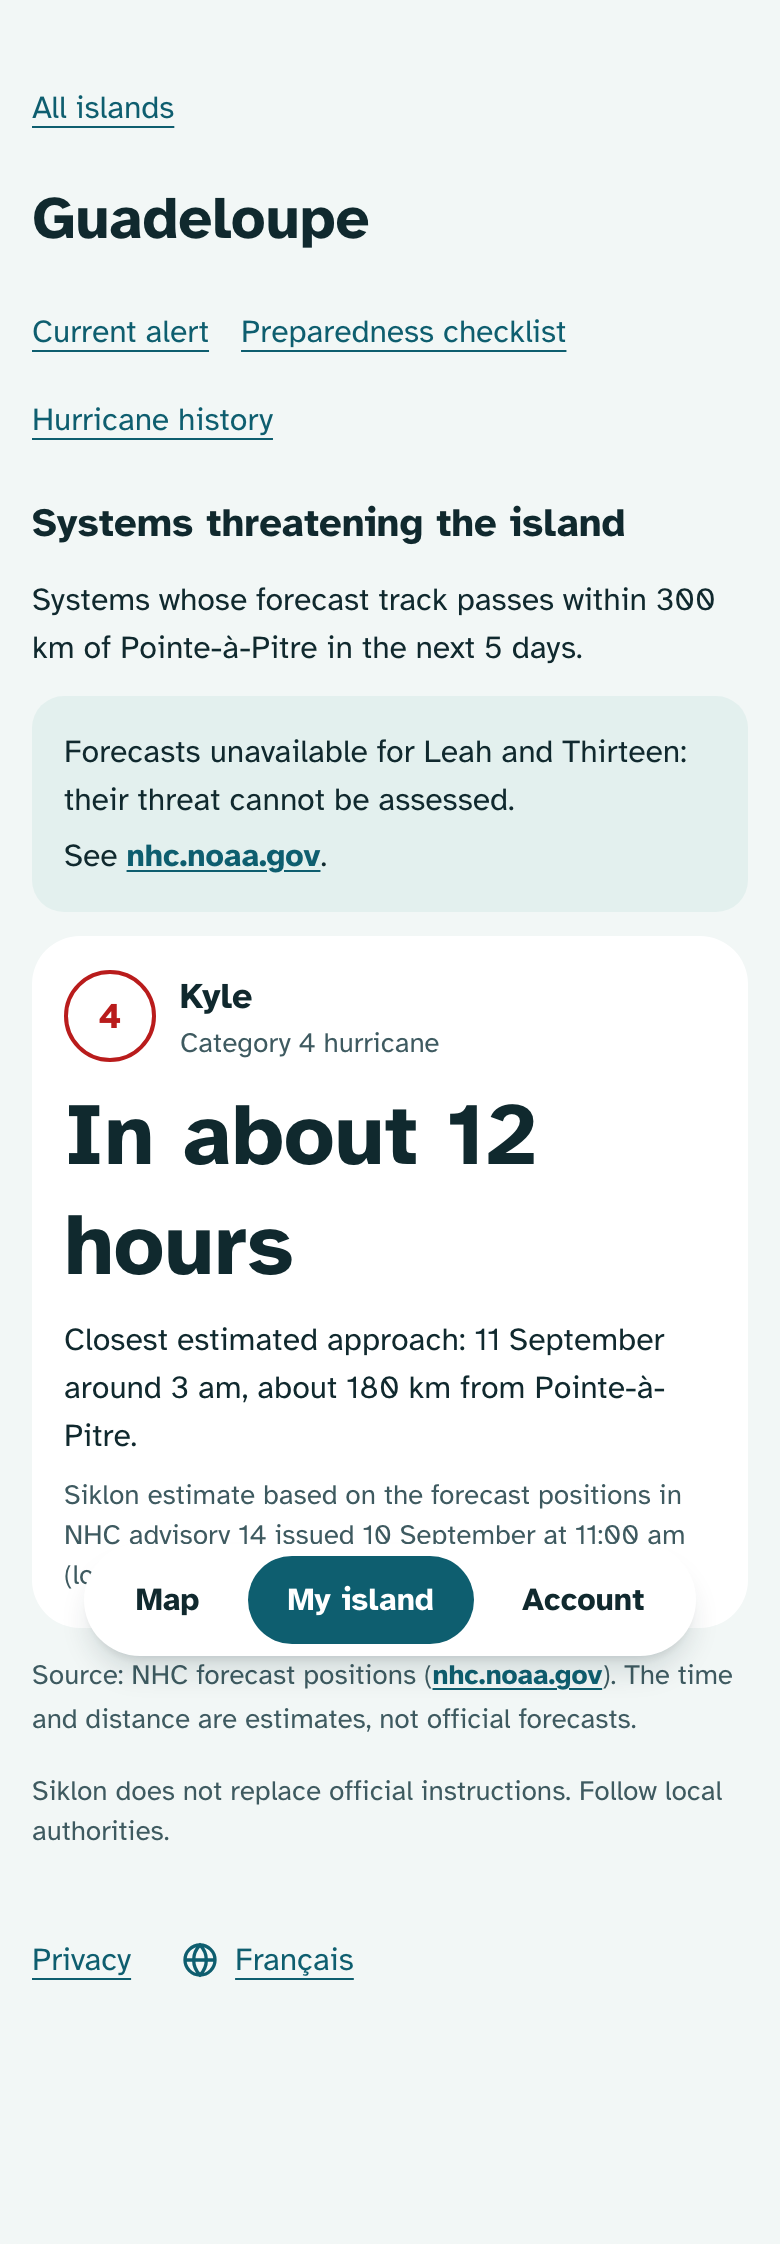 All islands
Guadeloupe
Current alert Preparedness checklist
Hurricane history
Systems threatening the island
Systems whose forecast track passes within 300
km of Pointe-à-Pitre in the next 5 days.
Forecasts unavailable for Leah and Thirteen:
their threat cannot be assessed.
See nhc.noaa.gov.
4
Kyle
Category 4 hurricane
In about 12
hours
Closest estimated approach: 11 September
around 3 am, about 180 km from Pointe-à-
Pitre.
Siklon estimate based on the forecast positions in
NHC advisory 14 issued 10 September at 11:00 am
Map My island Account
Source: NHC forecast positions (nhc.noaa.gov). The time
and distance are estimates, not official forecasts.
Siklon does not replace official instructions. Follow local
authorities.
Privacy Français